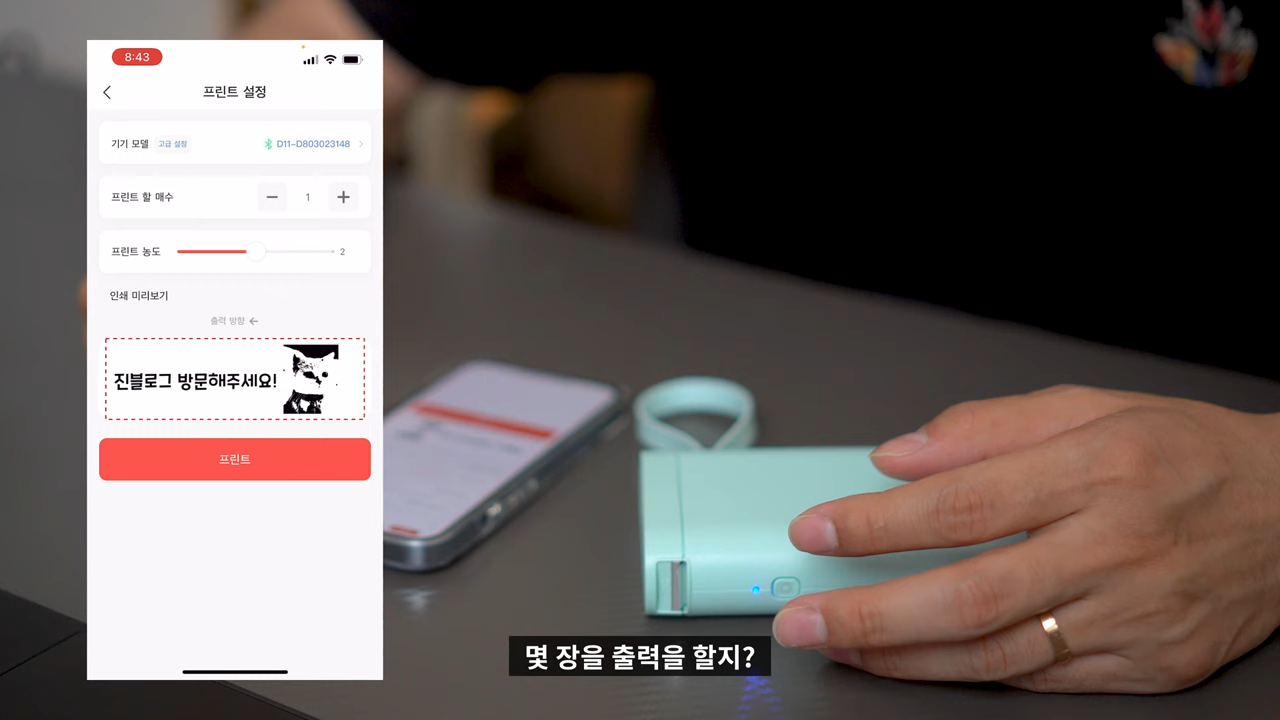 8:43
프린트 설정
기기 모델 고급 설정 D11-D803023148
프린트 할 매수 1
프린트 농도 2
인쇄 미리보기
출력 방향 ←
진블로그 방문해주세요!
프린트
몇 장을 출력을 할지?